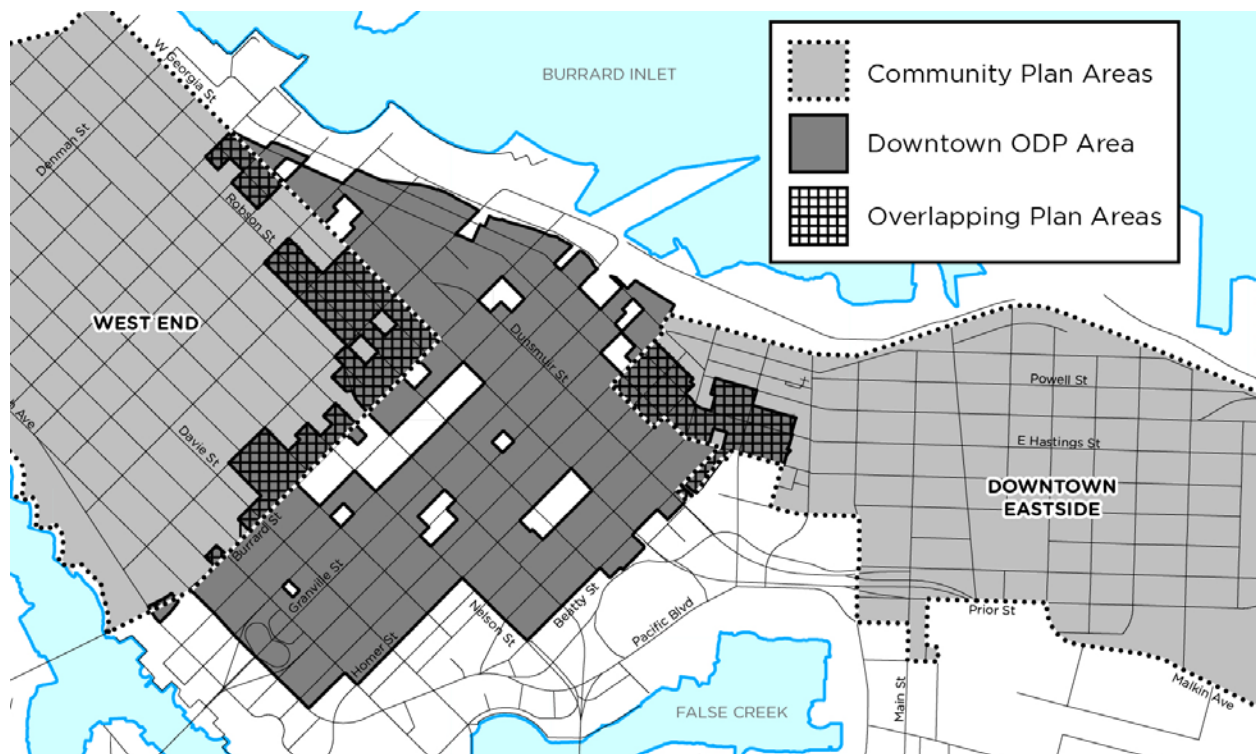 BURRARD INLET
Community Plan Areas
Downtown ODP Area
Overlapping Plan Areas
W Georgia St
Denman St
Robson St
WEST END
Dunsmuir St
Davie St
Ave
Burrard St
Granville St
Homer St
Nelson St
Beatty St
Pacific Blvd
FALSE CREEK
Powell St
E Hastings St
DOWNTOWN
EASTSIDE
Prior St
Main St
Malkin Ave